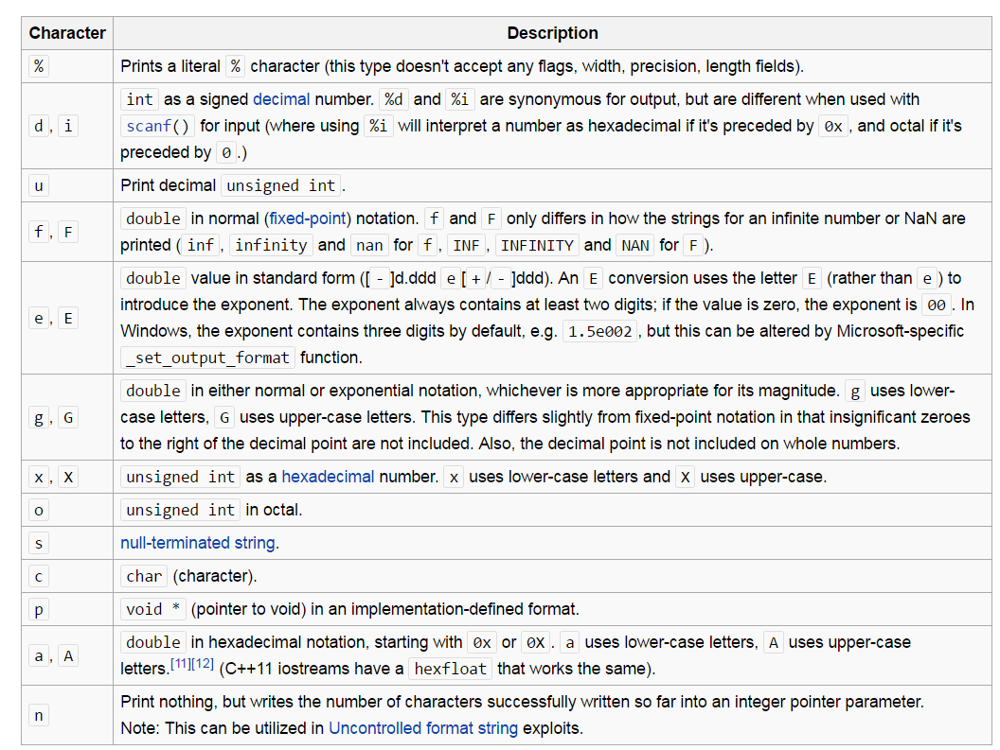 Character Description
% Prints a literal % character (this type doesn't accept any flags, width, precision, length fields).
d, i int as a signed decimal number. %d and %i are synonymous for output, but are different when used with
scanf() for input (where using %i will interpret a number as hexadecimal if it's preceded by 0x, and octal if it's
preceded by 0.)
u Print decimal unsigned int.
f, F double in normal (fixed-point) notation. f and F only differs in how the strings for an infinite number or NaN are
printed (inf, infinity and nan for f, INF, INFINITY and NAN for F).
e, E double value in standard form ([-]d.ddd e[+/-]ddd). An E conversion uses the letter E (rather than e) to
introduce the exponent. The exponent always contains at least two digits; if the value is zero, the exponent is 00. In
Windows, the exponent contains three digits by default, e.g. 1.5e002, but this can be altered by Microsoft-specific
_set_output_format function.
g, G double in either normal or exponential notation, whichever is more appropriate for its magnitude. g uses lower-
case letters, G uses upper-case letters. This type differs slightly from fixed-point notation in that insignificant zeroes
to the right of the decimal point are not included. Also, the decimal point is not included on whole numbers.
x, X unsigned int as a hexadecimal number. x uses lower-case letters and X uses upper-case.
o unsigned int in octal.
s null-terminated string.
c char (character).
p void * (pointer to void) in an implementation-defined format.
a, A double in hexadecimal notation, starting with 0x or 0X. a uses lower-case letters, A uses upper-case
letters.[11][12] (C++11 iostreams have a hexfloat that works the same).
n Print nothing, but writes the number of characters successfully written so far into an integer pointer parameter.
Note: This can be utilized in Uncontrolled format string exploits.